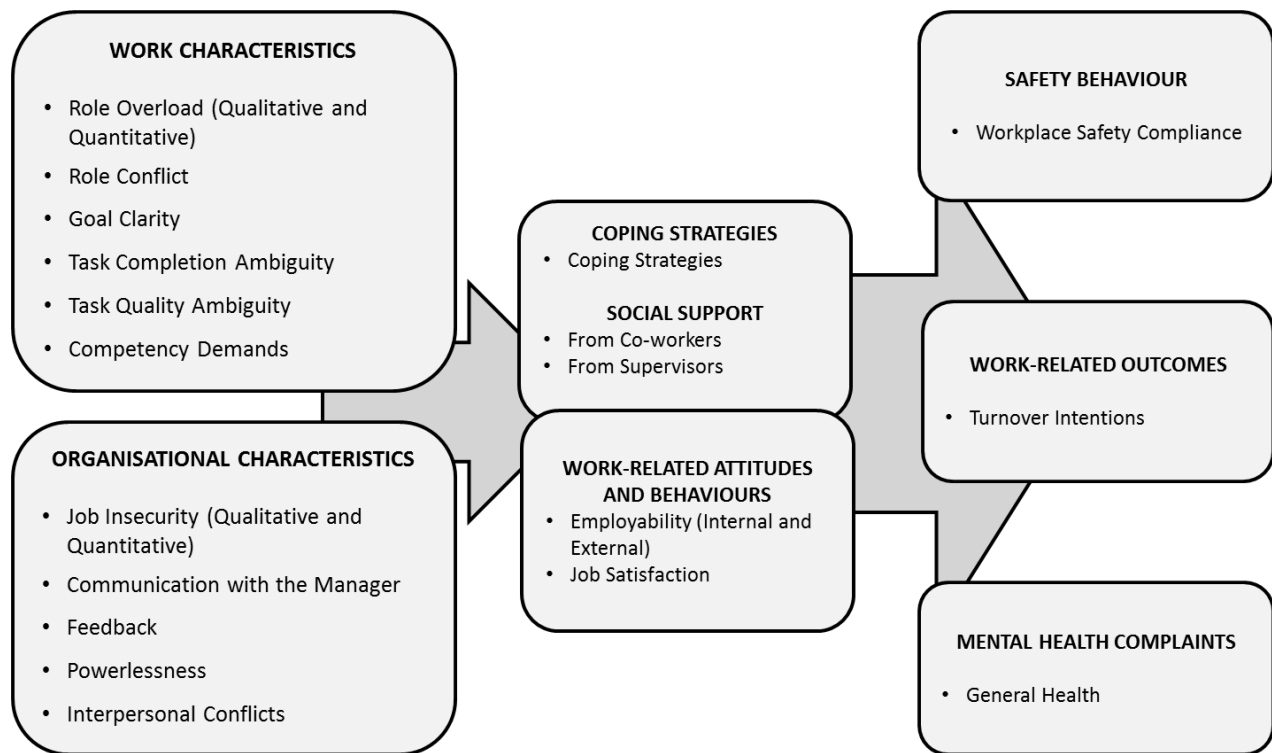 WORK CHARACTERISTICS
• Role Overload (Qualitative and
Quantitative)
• Role Conflict
• Goal Clarity
• Task Completion Ambiguity
• Task Quality Ambiguity
• Competency Demands
ORGANISATIONAL CHARACTERISTICS
• Job Insecurity (Qualitative and
Quantitative)
• Communication with the Manager
• Feedback
• Powerlessness
• Interpersonal Conflicts
COPING STRATEGIES
• Coping Strategies
SOCIAL SUPPORT
• From Co-workers
• From Supervisors
WORK-RELATED ATTITUDES
AND BEHAVIOURS
• Employability (Internal and
External)
• Job Satisfaction
SAFETY BEHAVIOUR
• Workplace Safety Compliance
WORK-RELATED OUTCOMES
• Turnover Intentions
MENTAL HEALTH COMPLAINTS
• General Health